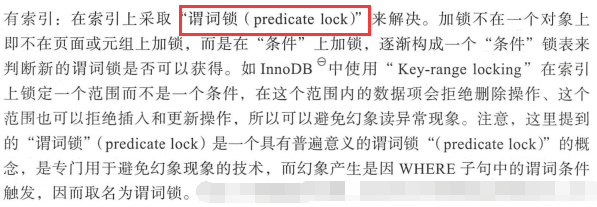 有索引：在索引上采取“谓词锁（predicate lock）”来解决。加锁不在一个对象上
即不在页面或元组上加锁，而是在“条件”上加锁，逐渐构成一个“条件”锁表来
判断新的谓词锁是否可以获得。如 InnoDB⊖中使用“ Key-range locking”在索引
上锁定一个范围而不是一个条件，在这个范围内的数据项会拒绝删除操作、这个
范围也可以拒绝插入和更新操作，所以可以避免幻象读异常现象。注意，这里提到
的“谓词锁”（predicate lock）是一个具有普遍意义的谓词锁“（predicate lock）”的概
念，是专门用于避免幻象现象的技术，而幻象产生是因 WHERE 子句中的谓词条件
触发，因而取名为谓词锁。